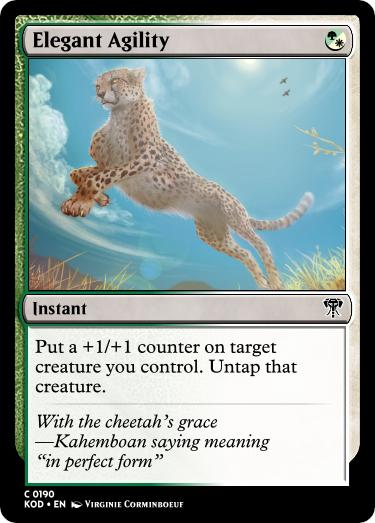 Elegant Agility
Instant
Put a +1/+1 counter on target
creature you control. Untap that
creature.
With the cheetah's grace
—Kahemboan saying meaning
"in perfect form"
C 0190
KOD • EN Virginie Corminboeuf